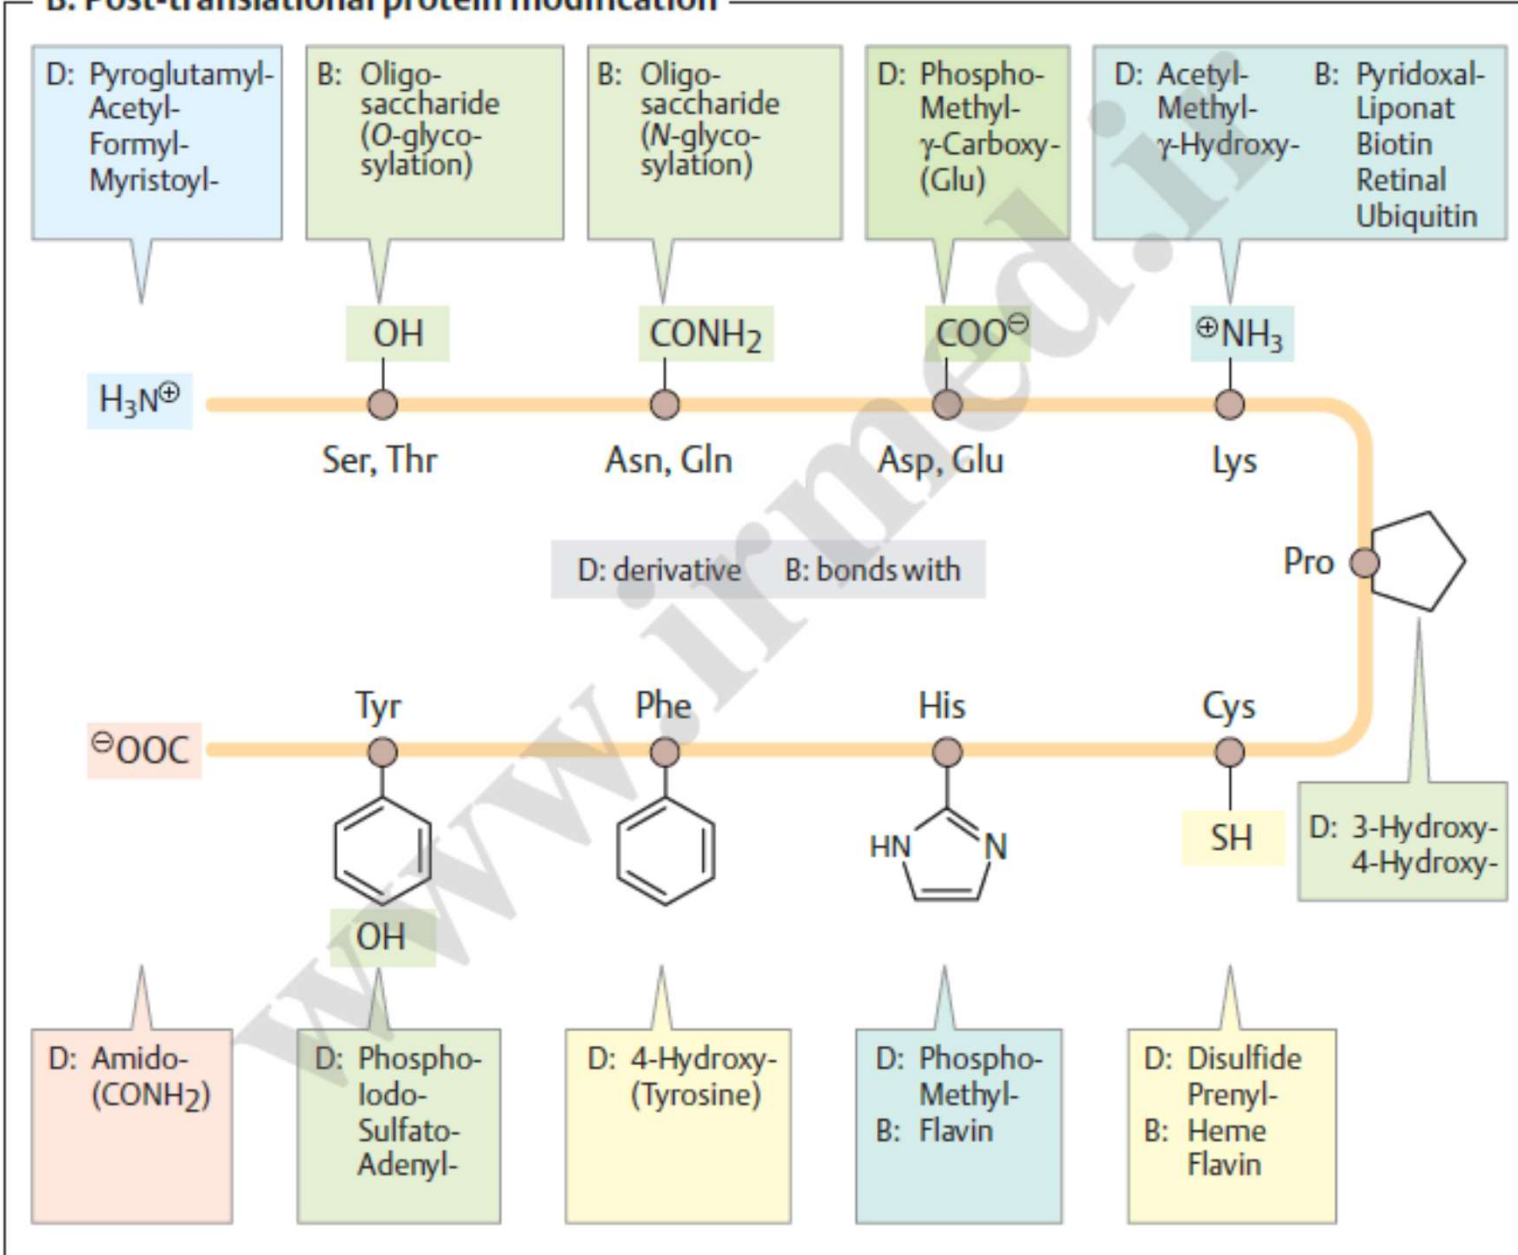 B. Post-translational protein modification
D: Pyroglutamyl-
Acetyl-
Formyl-
Myristoyl-
B: Oligo-
saccharide
(O-glyco-
sylation)
B: Oligo-
saccharide
(N-glyco-
sylation)
D: Phospho-
Methyl-
γ-Carboxy-
(Glu)
D: Acetyl-
Methyl-
γ-Hydroxy-
B: Pyridoxal-
Liponat
Biotin
Retinal
Ubiquitin
OH
CONH2
COO⊖
⊕NH3
H3N⊕
Ser, Thr
Asn, Gln
Asp, Glu
Lys
Pro
D: derivative B: bonds with
Tyr
Phe
His
Cys
⊖OOC
HN
N
SH
OH
D: 3-Hydroxy-
4-Hydroxy-
D: Amido-
(CONH2)
D: Phospho-
Iodo-
Sulfato-
Adenyl-
D: 4-Hydroxy-
(Tyrosine)
D: Phospho-
Methyl-
B: Flavin
D: Disulfide
Prenyl-
B: Heme
Flavin
www.irmed.ir